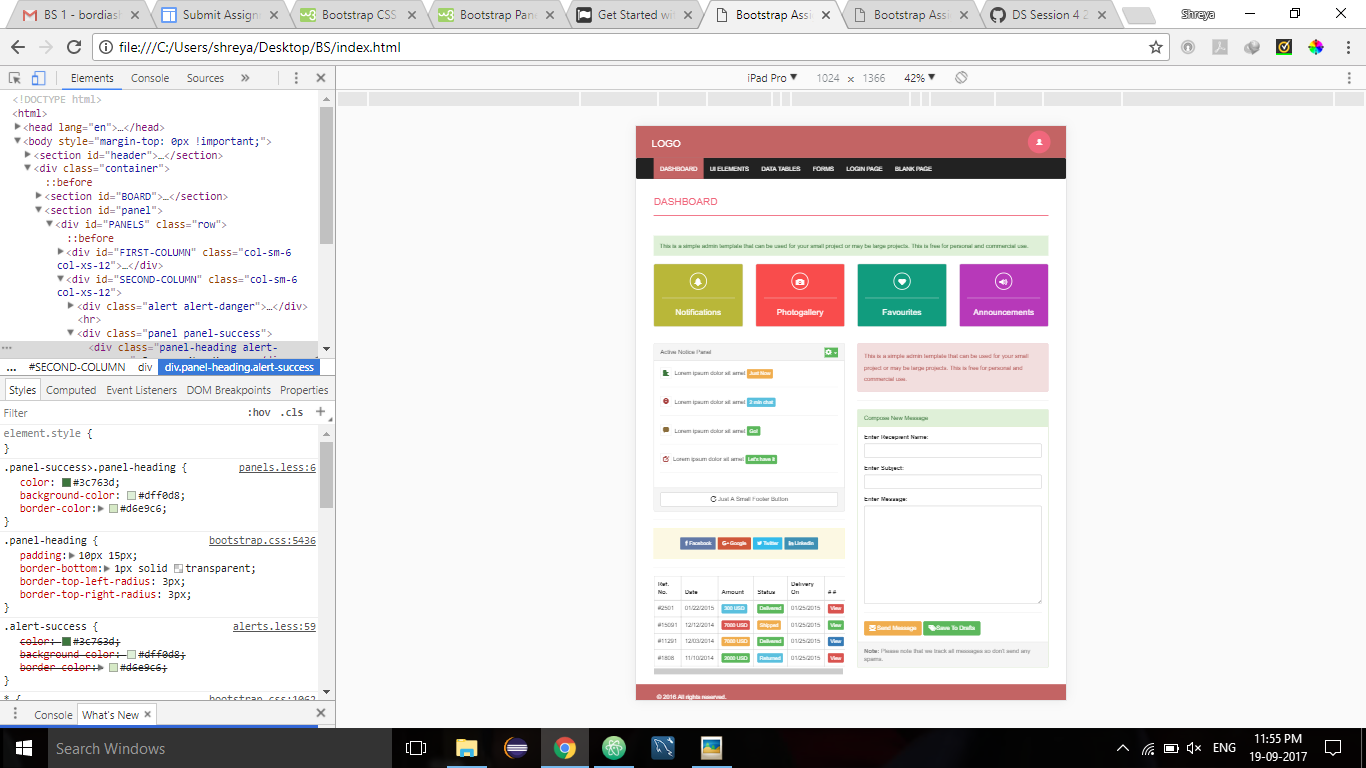 BS 1 - bordiash
Submit Assignm
Bootstrap CSS
Bootstrap Pane
Get Started wit
Bootstrap Assi
Bootstrap Assi
DS Session 4 2
Shreya
file:///C:/Users/shreya/Desktop/BS/index.html
Elements Console Sources »
iPad Pro ▼ 1024 × 1366 42% ▼
<!DOCTYPE html>
<html>
▶<head lang="en">…</head>
▼<body style="margin-top: 0px !important;">
▶<section id="header">…</section>
▼<div class="container">
::before
▶<section id="BOARD">…</section>
▼<section id="panel">
▼<div id="PANELS" class="row">
::before
▶<div id="FIRST-COLUMN" class="col-sm-6
col-xs-12">…</div>
▼<div id="SECOND-COLUMN" class="col-sm-6
col-xs-12">
▶<div class="alert alert-danger">…</div>
<hr>
▼<div class="panel panel-success">
<div class="panel-heading alert-
... #SECOND-COLUMN div div.panel-heading.alert-success
Styles Computed Event Listeners DOM Breakpoints Properties
Filter :hov .cls +
element.style {
}
.panel-success>.panel-heading { panels.less:6
color: #3c763d;
background-color: #dff0d8;
border-color:▶ #d6e9c6;
}
.panel-heading { bootstrap.css:5436
padding:▶ 10px 15px;
border-bottom:▶ 1px solid transparent;
border-top-left-radius: 3px;
border-top-right-radius: 3px;
}
.alert-success { alerts.less:59
color: #3c763d;
background-color: #dff0d8;
border-color:▶ #d6e9c6;
}
* { bootstrap.css:1062
Console What's New ×
LOGO
DASHBOARD UI ELEMENTS DATA TABLES FORMS LOGIN PAGE BLANK PAGE
DASHBOARD
This is a simple admin template that can be used for your small project or may be large projects. This is free for personal and commercial use.
Notifications
Photogallery
Favourites
Announcements
Active Notice Panel
Lorem ipsum dolor sit amet Just Now
Lorem ipsum dolor sit amet 2 min chat
Lorem ipsum dolor sit amet Go!
Lorem ipsum dolor sit amet Let's have it
Just A Small Footer Button
Facebook Google Twitter LinkedIn
Ref. No. Date Amount Status Delivery On # #
#2501 01/22/2015 300 USD Delivered 01/25/2015 View
#15091 12/12/2014 7000 USD Shipped 01/25/2015 View
#11291 12/03/2014 7000 USD Delivered 01/25/2015 View
#1808 11/10/2014 2000 USD Returned 01/25/2015 View
This is a simple admin template that can be used for your small
project or may be large projects. This is free for personal and
commercial use.
Compose New Message
Enter Recepient Name:
Enter Subject:
Enter Message:
Send Message Save To Drafts
Note: Please note that we track all messages so don't send any
spams.
© 2016 All rights reserved.
Search Windows
ENG
11:55 PM
19-09-2017